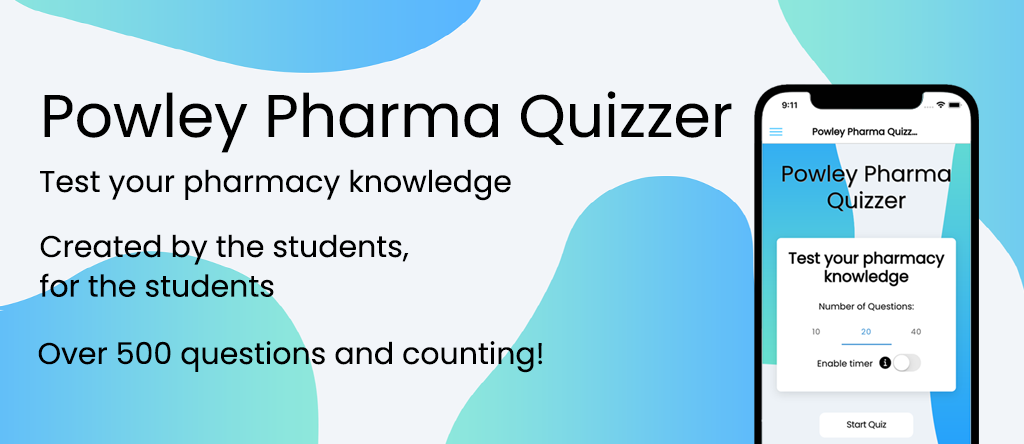 Powley Pharma Quizzer
Test your pharmacy knowledge
Created by the students,
for the students
Over 500 questions and counting!
9:11
Powley Pharma Quizz...
Powley Pharma
Quizzer
Test your pharmacy
knowledge
Number of Questions:
10 20 40
Enable timer i
Start Quiz